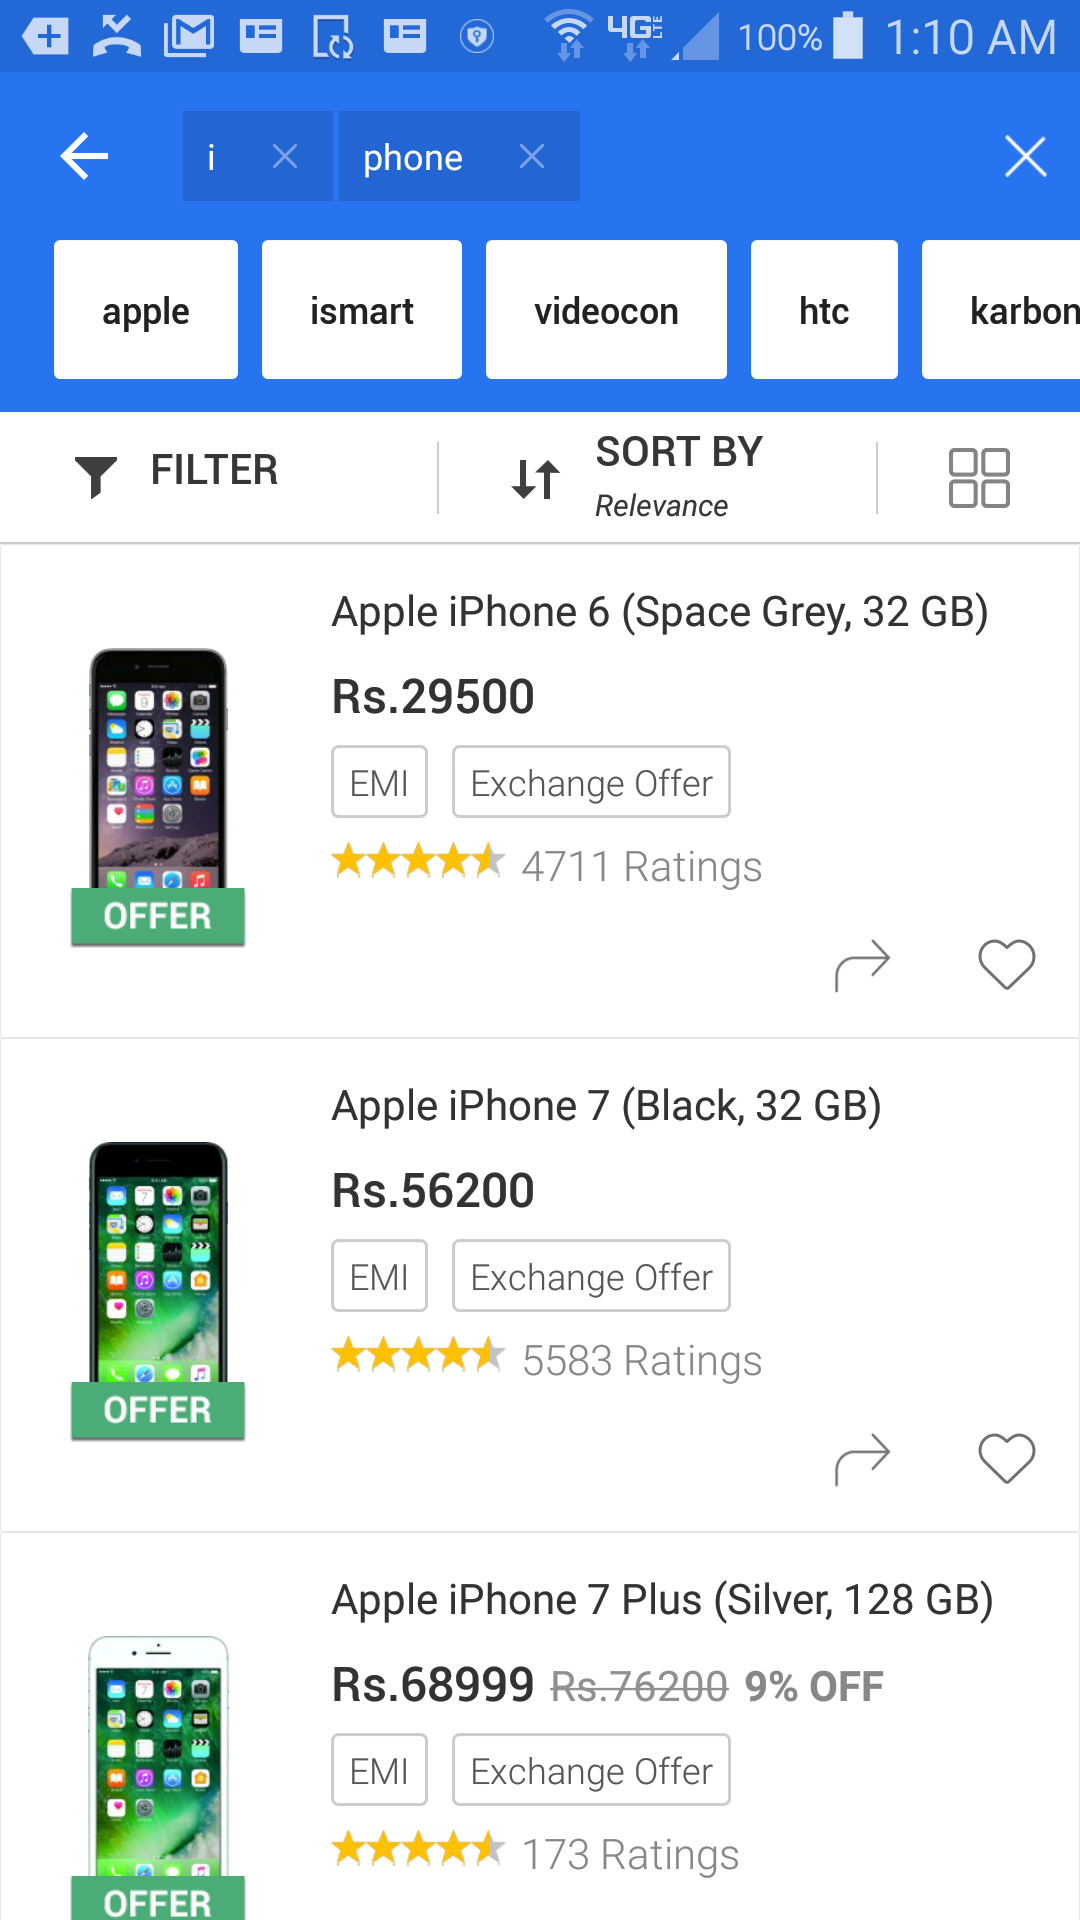 4G LTE 100% 1:10 AM
i phone
apple ismart videocon htc karbon
FILTER SORT BY
Relevance
Apple iPhone 6 (Space Grey, 32 GB)
Rs.29500
EMI Exchange Offer
4711 Ratings
OFFER
Apple iPhone 7 (Black, 32 GB)
Rs.56200
EMI Exchange Offer
5583 Ratings
OFFER
Apple iPhone 7 Plus (Silver, 128 GB)
Rs.68999 Rs.76200 9% OFF
EMI Exchange Offer
173 Ratings
OFFER